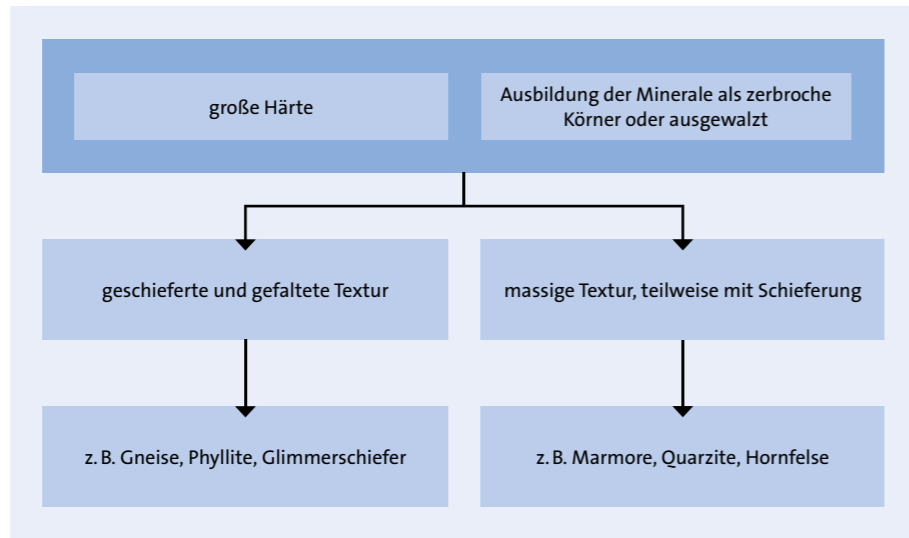 große Härte
Ausbildung der Minerale als zerbroche
Körner oder ausgewalzt
geschieferte und gefaltete Textur
massige Textur, teilweise mit Schieferung
z. B. Gneise, Phyllite, Glimmerschiefer
z. B. Marmore, Quarzite, Hornfelse